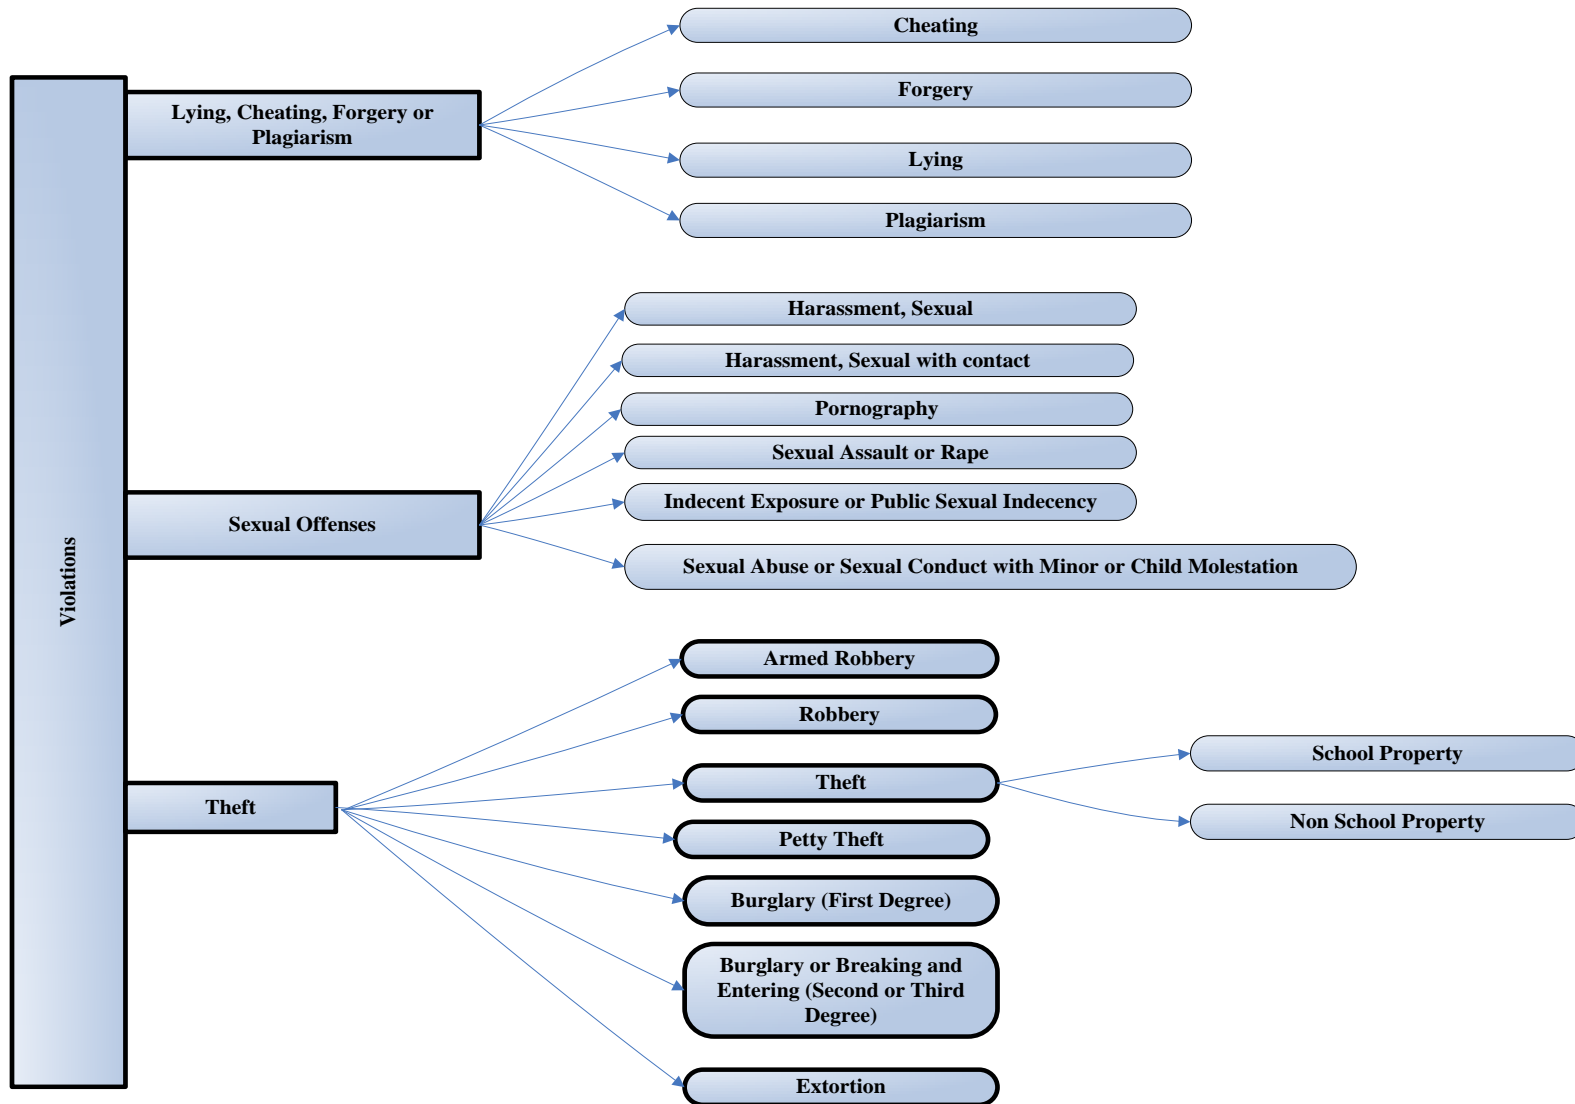 Violations
Lying, Cheating, Forgery or
Plagiarism
Cheating
Forgery
Lying
Plagiarism
Sexual Offenses
Harassment, Sexual
Harassment, Sexual with contact
Pornography
Sexual Assault or Rape
Indecent Exposure or Public Sexual Indecency
Sexual Abuse or Sexual Conduct with Minor or Child Molestation
Theft
Armed Robbery
Robbery
Theft
School Property
Non School Property
Petty Theft
Burglary (First Degree)
Burglary or Breaking and
Entering (Second or Third
Degree)
Extortion